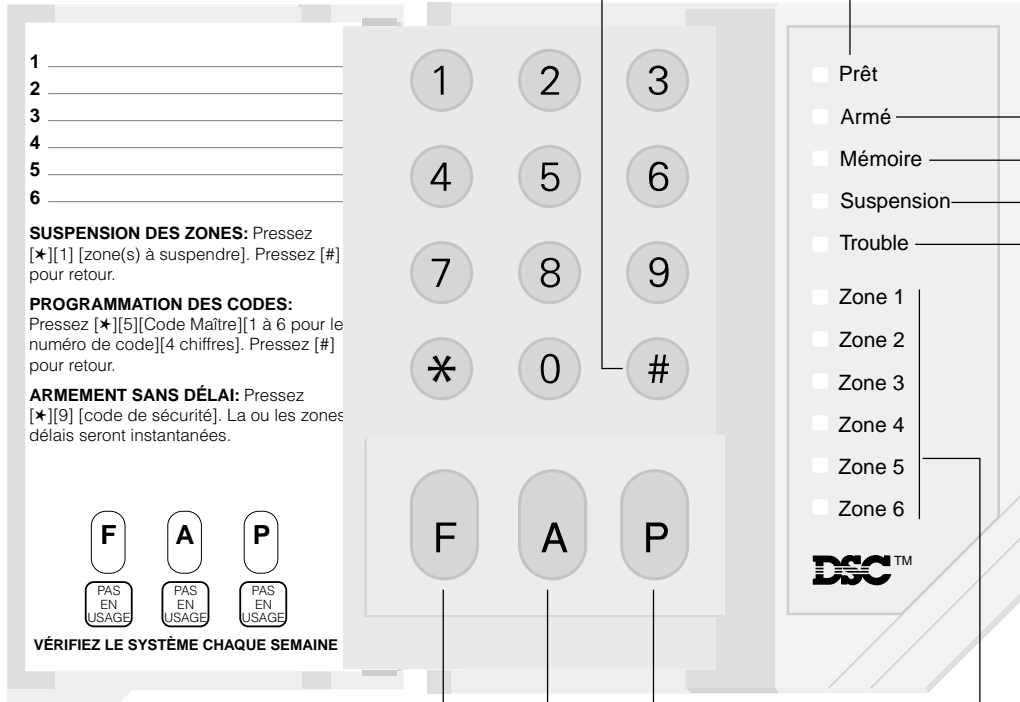 1
2
3
4
5
6
SUSPENSION DES ZONES: Pressez
[✶][1] [zone(s) à suspendre]. Pressez [#]
pour retour.
PROGRAMMATION DES CODES:
Pressez [✶][5][Code Maître][1 à 6 pour le
numéro de code][4 chiffres]. Pressez [#]
pour retour.
ARMEMENT SANS DÉLAI: Pressez
[✶][9] [code de sécurité]. La ou les zones
délais seront instantanées.
F A P
PAS EN USAGE
PAS EN USAGE
PAS EN USAGE
VÉRIFIEZ LE SYSTÈME CHAQUE SEMAINE
1 2 3
4 5 6
7 8 9
* 0 #
F A P
Prêt
Armé
Mémoire
Suspension
Trouble
Zone 1
Zone 2
Zone 3
Zone 4
Zone 5
Zone 6
DSC™